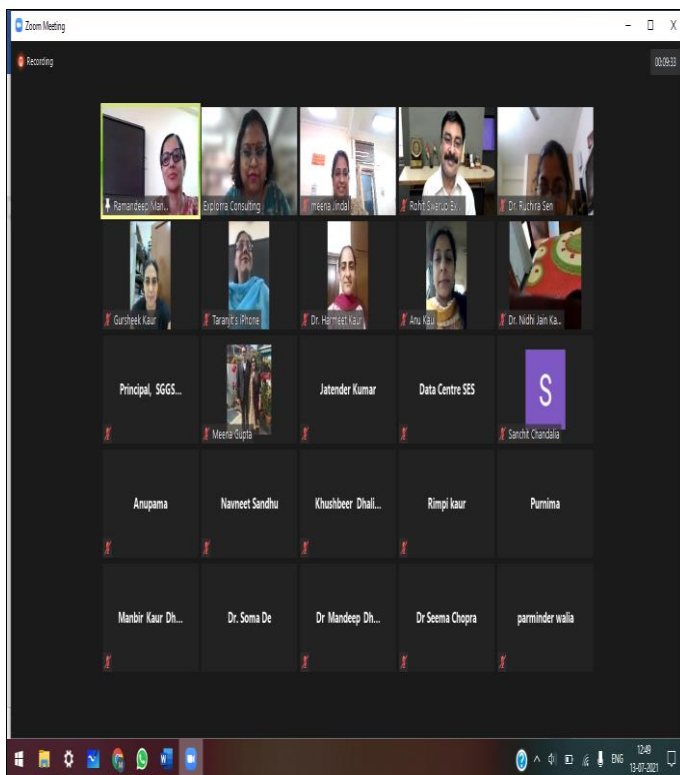 Zoom Meeting
Recording
00:09:33
Ramandeep Man...
Explorra Consulting
meena Jindal
Rohit Swarup Ex...
Dr. Ruchira Sen
Gursheek Kaur
Taranjit's iPhone
Dr. Harmeet Kaur
Anu Kau
Dr. Nidhi Jain Ka...
Principal, SGGS...
Meena Gupta
Jatender Kumar
Data Centre SES
S
Sanchit Chandalia
Anupama
Navneet Sandhu
Khushbeer Dhali...
Rimpi kaur
Purnima
Manbir Kaur Dh...
Dr. Soma De
Dr Mandeep Dh...
Dr Seema Chopra
parminder walia
ENG
12:49
13-07-2021